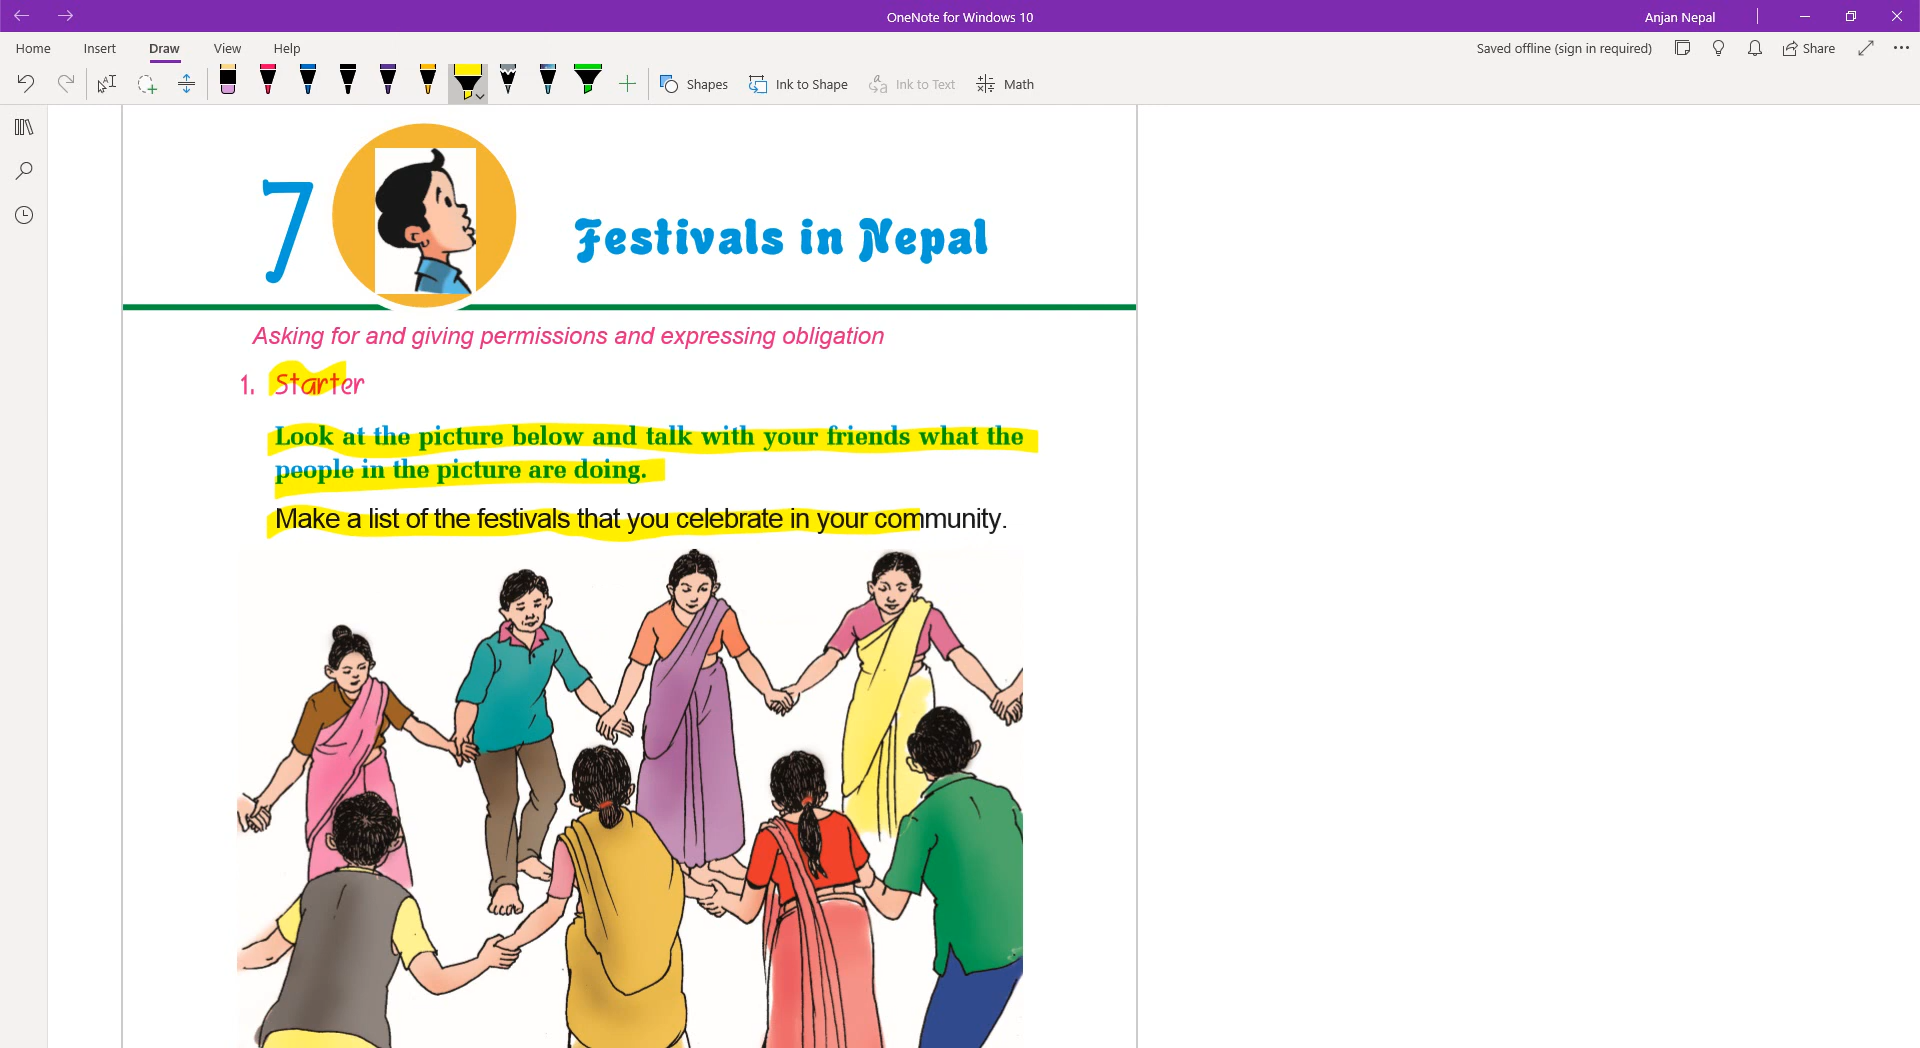 OneNote for Windows 10
Anjan Nepal
Home Insert Draw View Help
Saved offline (sign in required)
Share
Shapes
Ink to Shape
Ink to Text
Math
7
Festivals in Nepal
Asking for and giving permissions and expressing obligation
1. Starter
Look at the picture below and talk with your friends what the
people in the picture are doing.
Make a list of the festivals that you celebrate in your community.